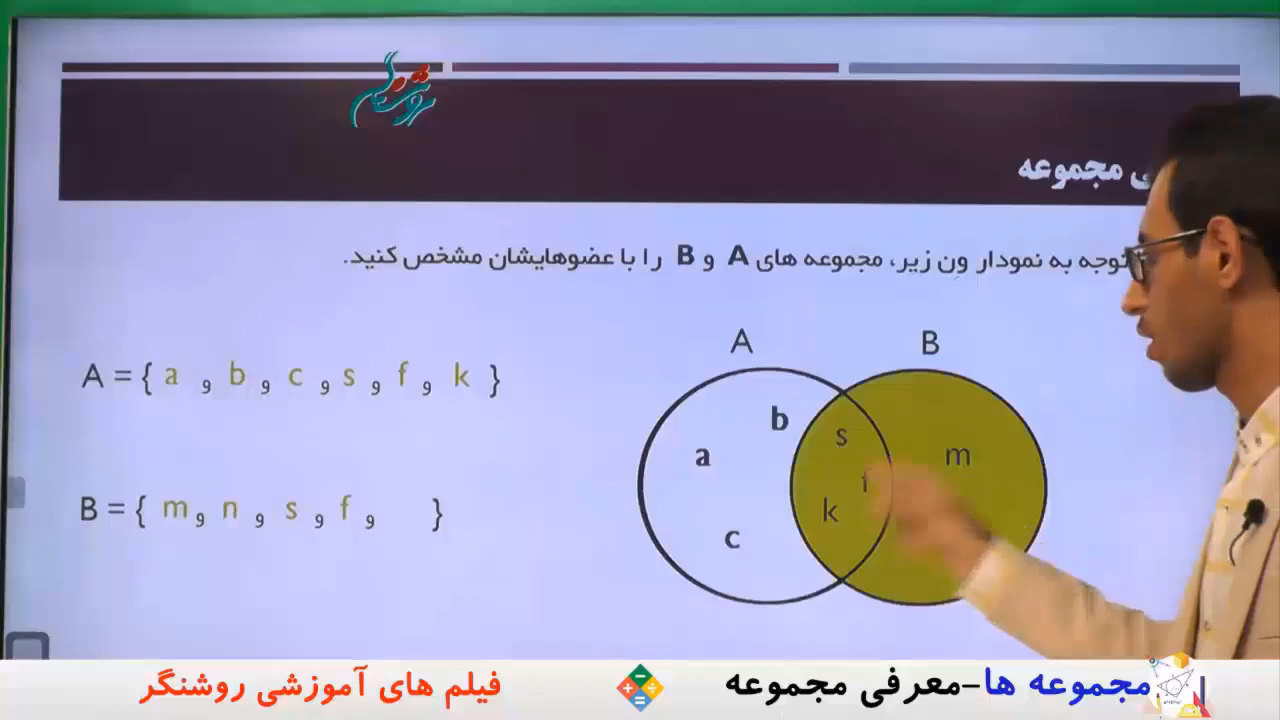 مجموعه
توجه به نمودار ون زیر، مجموعه های A و B را با عضوهایشان مشخص کنید.
A = { a و b و c و s و f و k }
B = { m و n و s و f و }
A
B
b
s
a
m
f
k
c
مجموعه ها-معرفی مجموعه
فیلم های آموزشی روشنگر